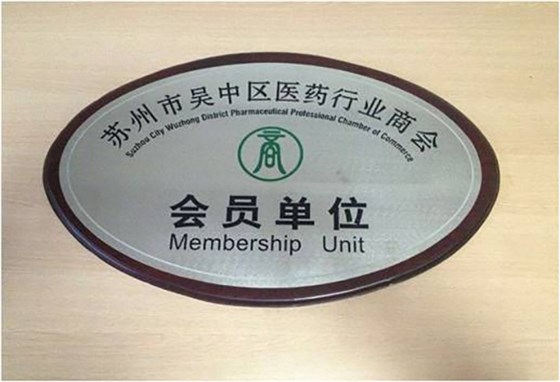 苏州市吴中区医药行业商会
Suzhou City Wuzhong District Pharmaceutical Professional Chamber of Commerce
商
会员单位
Membership Unit